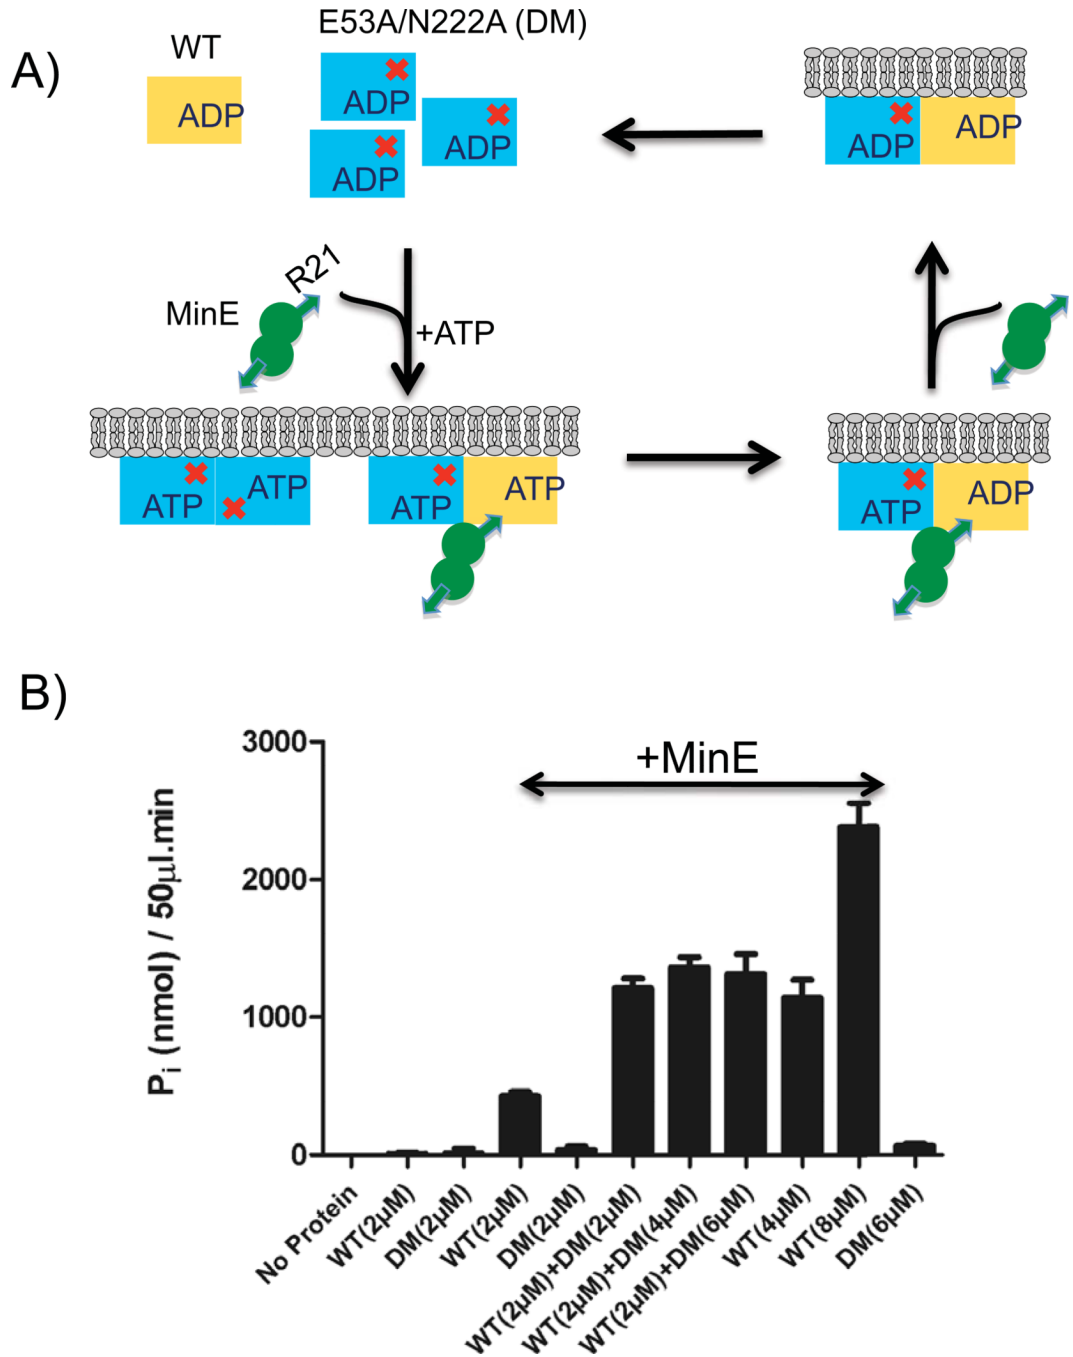 A)
WT
E53A/N222A (DM)
ADP
ADP
ADP
ADP
ADP
ADP
MinE
R21
+ATP
ATP
ATP
ATP
ATP
ATP
ADP
B)
+MinE
Pi (nmol) / 50µl.min
3000
2000
1000
0
No Protein
WT(2µM)
DM(2µM)
WT(2µM)
DM(2µM)
WT(2µM)+DM(2µM)
WT(2µM)+DM(4µM)
WT(2µM)+DM(6µM)
WT(4µM)
WT(8µM)
DM(6µM)